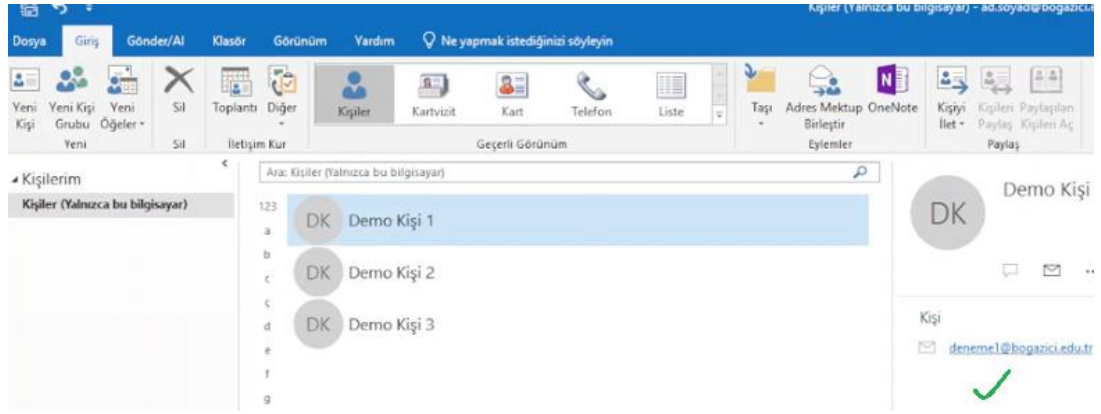 Kişiler (Yalnızca bu bilgisayar) - ad.soyad@bogazici.e
Dosya Giriş Gönder/Al Klasör Görünüm Yardım Ne yapmak istediğinizi söyleyin
Yeni Kişi
Yeni Kişi Grubu
Yeni Öğeler
Sil
Toplantı
Diğer
Kişiler
Kartvizit
Kart
Telefon
Liste
Taşı
Adres Mektup Birleştir
OneNote
Kişiyi İlet
Kişileri Paylaş
Paylaşılan Kişileri Aç
Yeni Sil İletişim Kur Geçerli Görünüm Eylemler Paylaş
Kişilerim
Kişiler (Yalnızca bu bilgisayar)
Ara: Kişiler (Yalnızca bu bilgisayar)
123
a
b
c
ç
d
e
f
g
DK Demo Kişi 1
DK Demo Kişi 2
DK Demo Kişi 3
DK Demo Kişi
Kişi
deneme1@bogazici.edu.tr